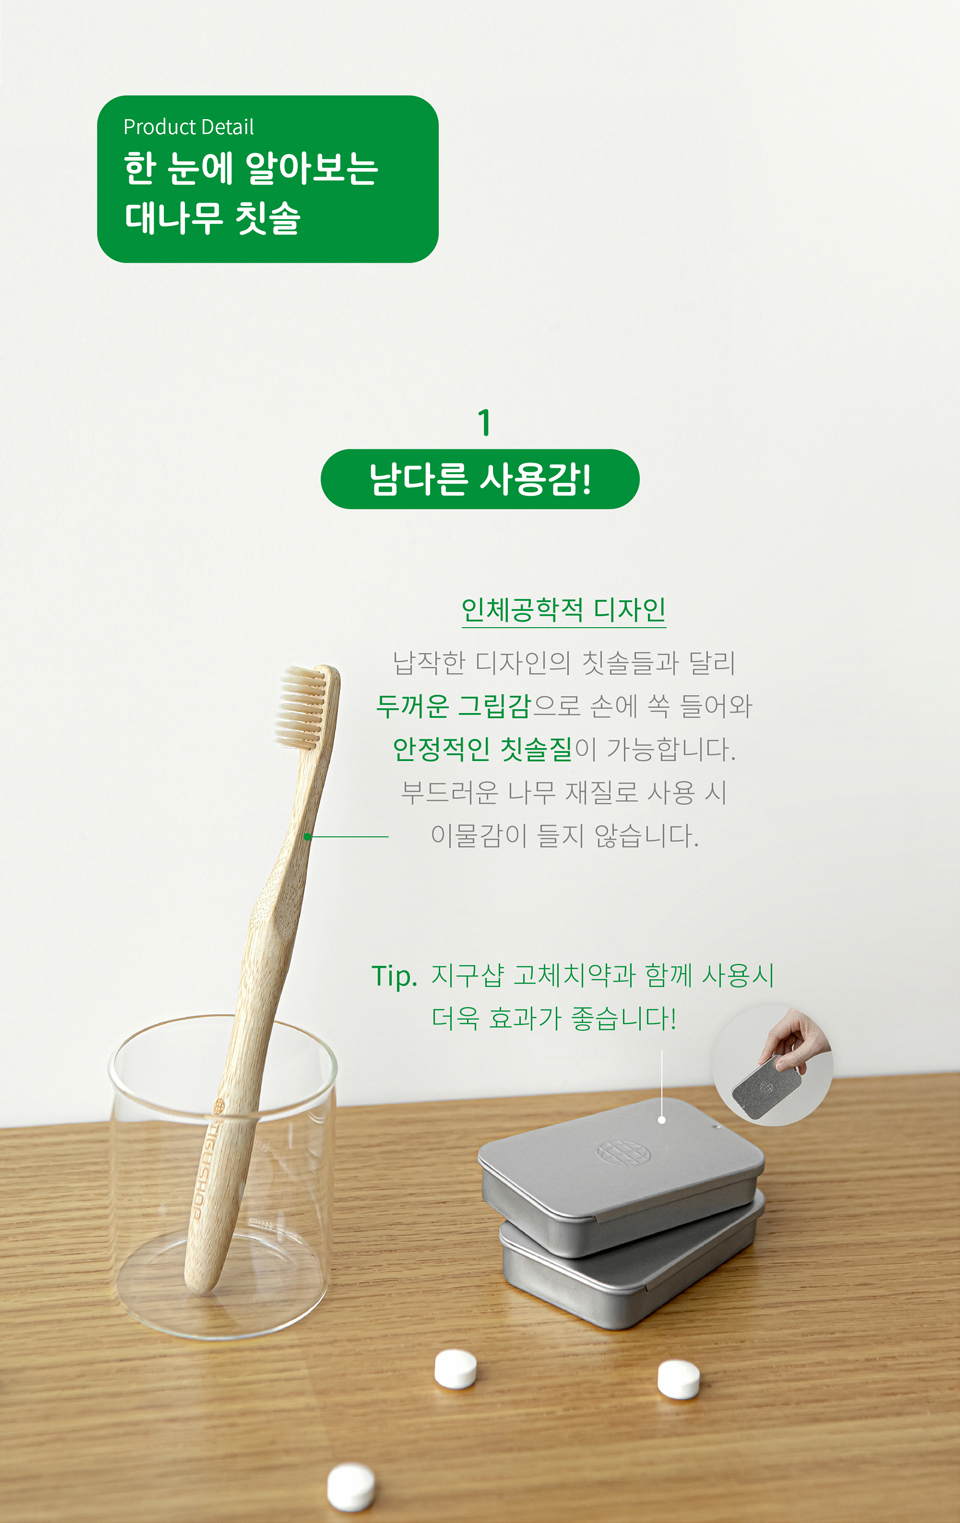 Product Detail
한 눈에 알아보는
대나무 칫솔
1
남다른 사용감!
인체공학적 디자인
납작한 디자인의 칫솔들과 달리
두꺼운 그립감으로 손에 쏙 들어와
안정적인 칫솔질이 가능합니다.
부드러운 나무 재질로 사용 시
이물감이 들지 않습니다.
Tip. 지구샵 고체치약과 함께 사용시
더욱 효과가 좋습니다!
JIGUSHOP